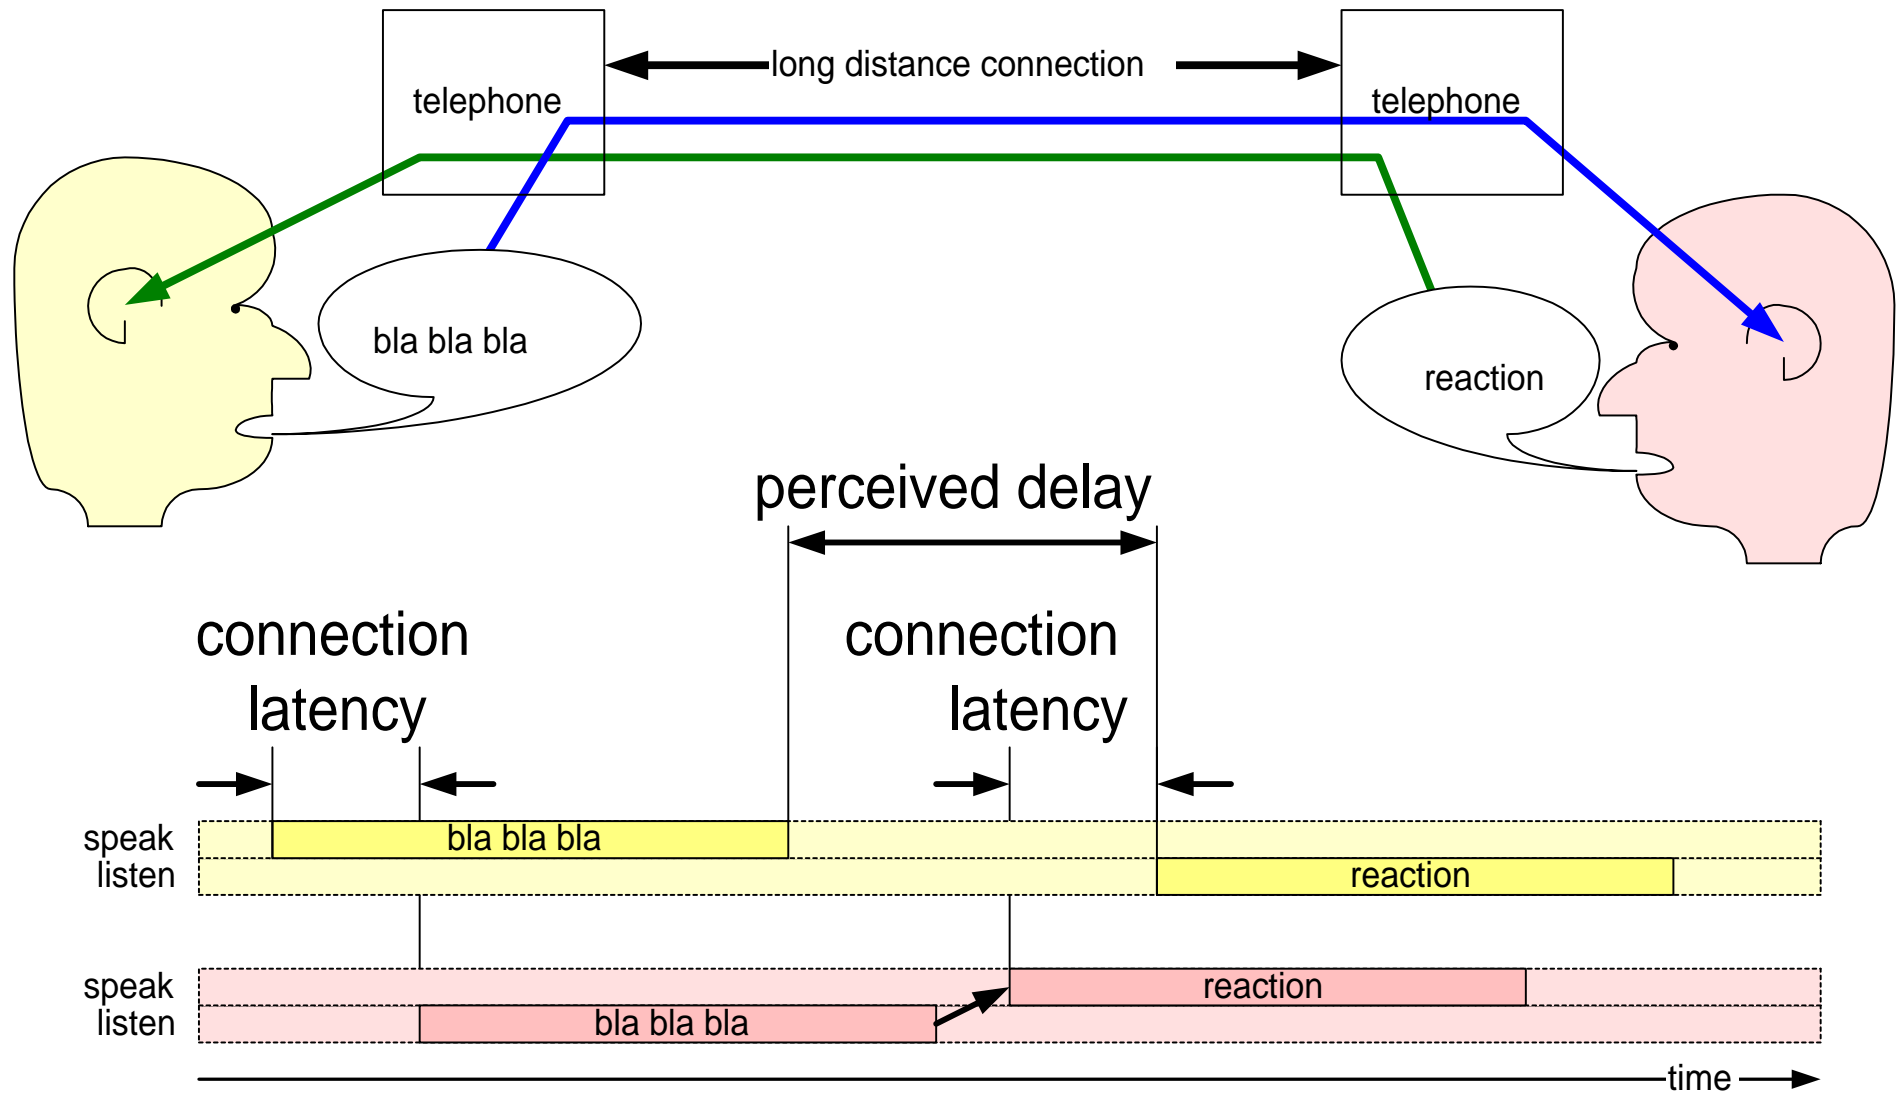 long distance connection
telephone
telephone
bla bla bla
reaction
perceived delay
connection
latency
connection
latency
speak
bla bla bla
listen
reaction
speak
reaction
listen
bla bla bla
time